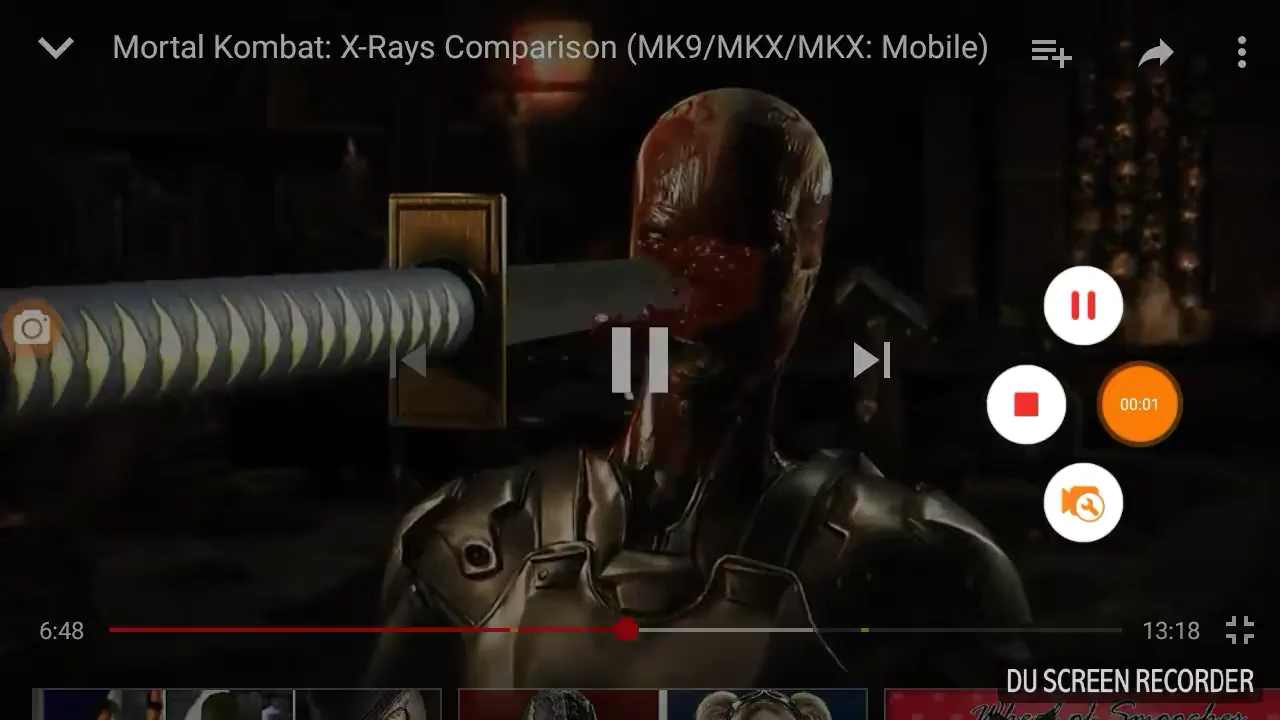 Mortal Kombat: X-Rays Comparison (MK9/MKX/MKX: Mobile)
00:01
6:48
13:18
DU SCREEN RECORDER